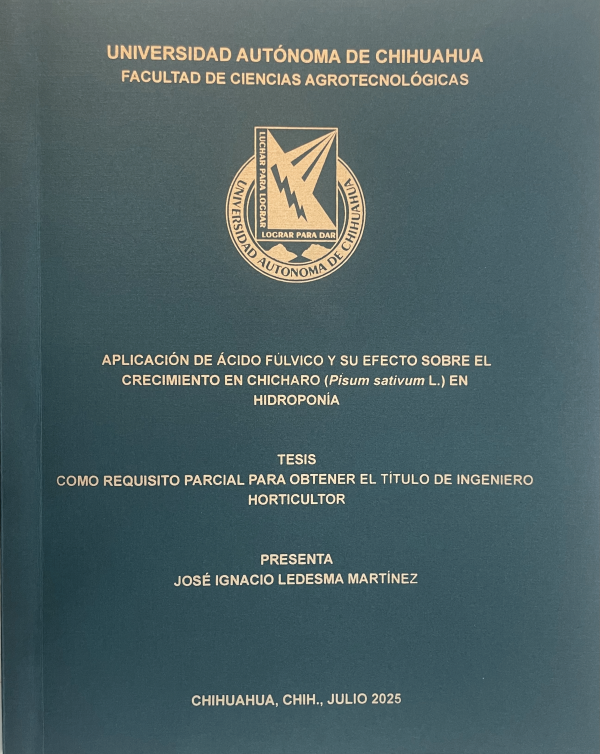 UNIVERSIDAD AUTÓNOMA DE CHIHUAHUA
FACULTAD DE CIENCIAS AGROTECNOLÓGICAS
LUCHAR PARA LOGRAR
LOGRAR PARA DAR
UNIVERSIDAD AUTONOMA DE CHIHUAHUA
APLICACIÓN DE ÁCIDO FÚLVICO Y SU EFECTO SOBRE EL
CRECIMIENTO EN CHICHARO (Pisum sativum L.) EN
HIDROPONÍA
TESIS
COMO REQUISITO PARCIAL PARA OBTENER EL TÍTULO DE INGENIERO
HORTICULTOR
PRESENTA
JOSÉ IGNACIO LEDESMA MARTÍNEZ
CHIHUAHUA, CHIH., JULIO 2025